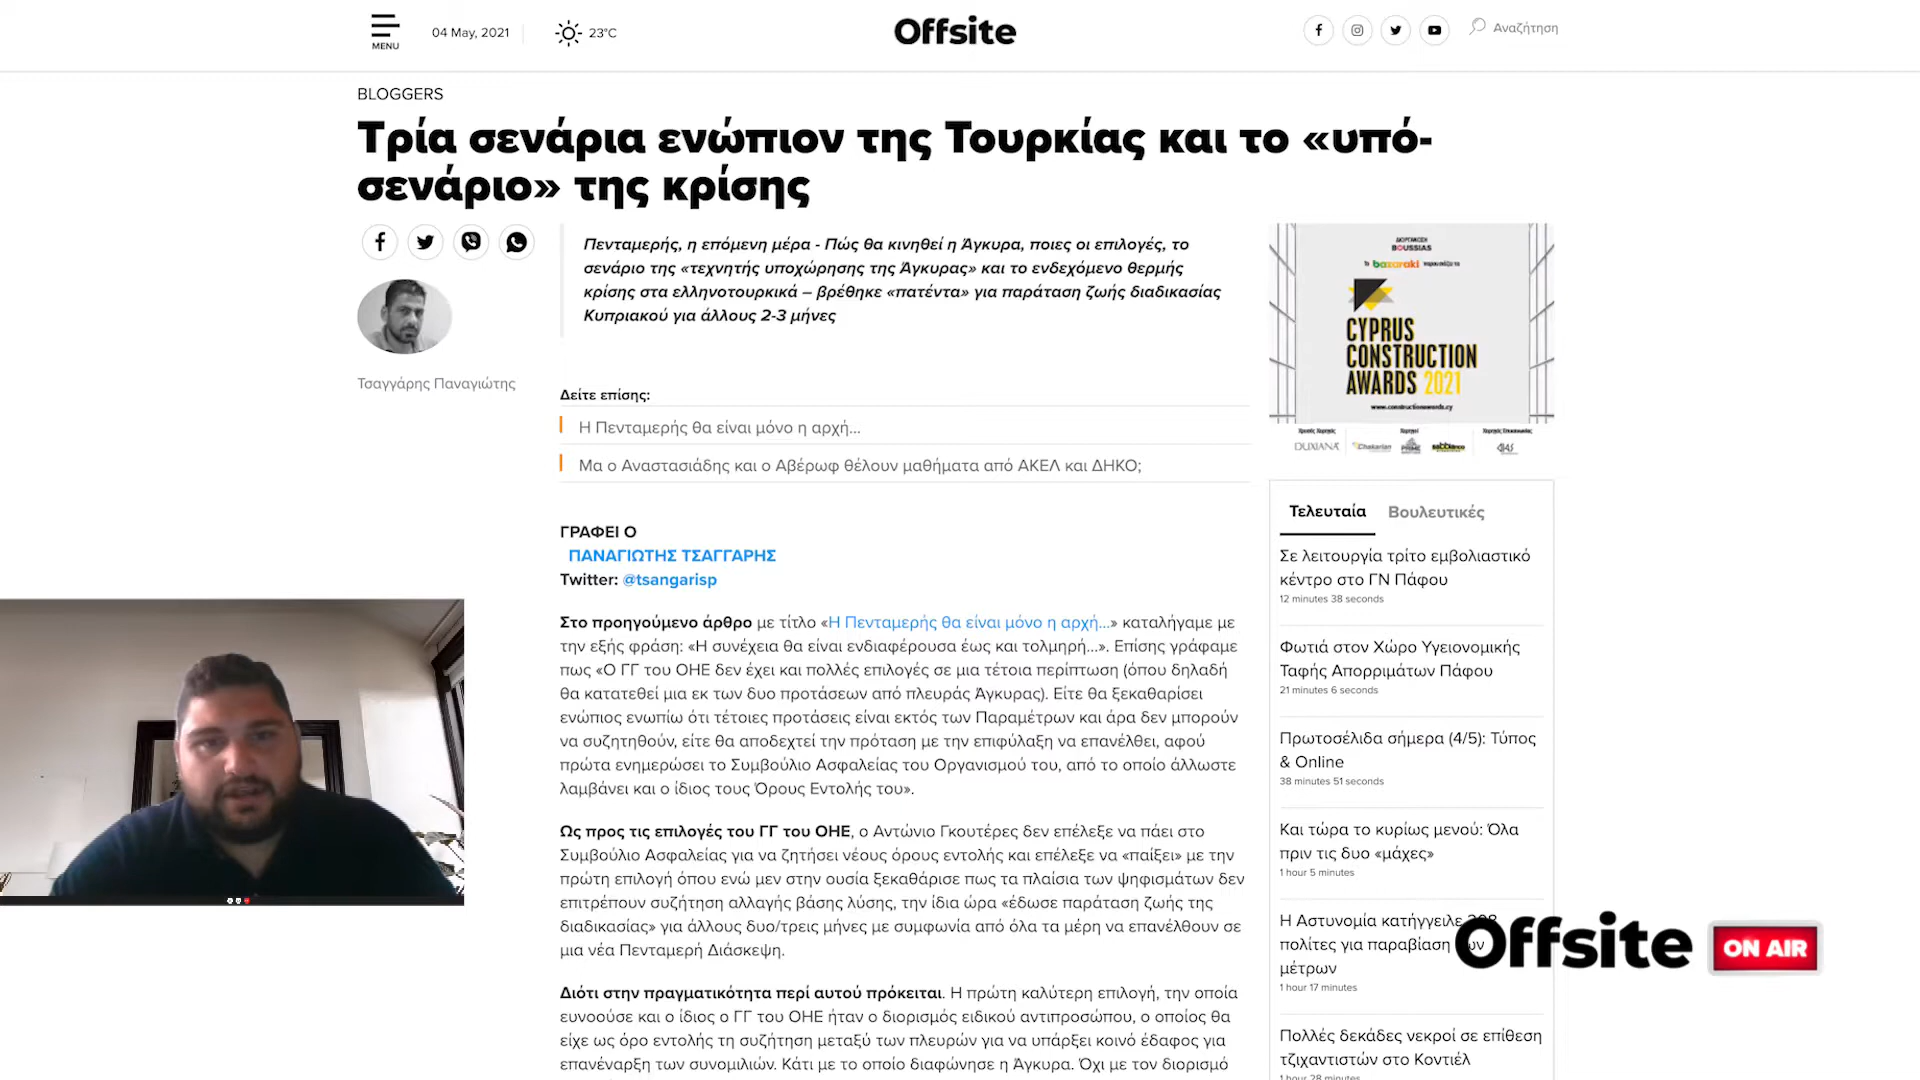 MENU
04 May, 2021
23°C
Offsite
Αναζήτηση
BLOGGERS
Τρία σενάρια ενώπιον της Τουρκίας και το «υπό-
σενάριο» της κρίσης
Πενταμερής, η επόμενη μέρα - Πώς θα κινηθεί η Άγκυρα, ποιες οι επιλογές, το
σενάριο της «τεχνητής υποχώρησης της Άγκυρας» και το ενδεχόμενο θερμής
κρίσης στα ελληνοτουρκικά – βρέθηκε «πατέντα» για παράταση ζωής διαδικασίας
Κυπριακού για άλλους 2-3 μήνες
Τσαγγάρης Παναγιώτης
Δείτε επίσης:
Η Πενταμερής θα είναι μόνο η αρχή...
Μα ο Αναστασιάδης και ο Αβέρωφ θέλουν μαθήματα από ΑΚΕΛ και ΔΗΚΟ;
ΓΡΑΦΕΙ Ο
ΠΑΝΑΓΙΩΤΗΣ ΤΣΑΓΓΑΡΗΣ
Twitter: @tsangarisp
Στο προηγούμενο άρθρο με τίτλο «Η Πενταμερής θα είναι μόνο η αρχή...» καταλήγαμε με
την εξής φράση: «Η συνέχεια θα είναι ενδιαφέρουσα έως και τολμηρή...». Επίσης γράφαμε
πως «Ο ΓΓ του ΟΗΕ δεν έχει και πολλές επιλογές σε μια τέτοια περίπτωση (όπου δηλαδή
θα κατατεθεί μια εκ των δυο προτάσεων από πλευράς Άγκυρας). Είτε θα ξεκαθαρίσει
ενώπιος ενωπίω ότι τέτοιες προτάσεις είναι εκτός των Παραμέτρων και άρα δεν μπορούν
να συζητηθούν, είτε θα αποδεχτεί την πρόταση με την επιφύλαξη να επανέλθει, αφού
πρώτα ενημερώσει το Συμβούλιο Ασφαλείας του Οργανισμού του, από το οποίο άλλωστε
λαμβάνει και ο ίδιος τους Όρους Εντολής του».
Ως προς τις επιλογές του ΓΓ του ΟΗΕ, ο Αντώνιο Γκουτέρες δεν επέλεξε να πάει στο
Συμβούλιο Ασφαλείας για να ζητήσει νέους όρους εντολής και επέλεξε να «παίξει» με την
πρώτη επιλογή όπου ενώ μεν στην ουσία ξεκαθάρισε πως τα πλαίσια των ψηφισμάτων δεν
επιτρέπουν συζήτηση αλλαγής βάσης λύσης, την ίδια ώρα «έδωσε παράταση ζωής της
διαδικασίας» για άλλους δυο/τρεις μήνες με συμφωνία από όλα τα μέρη να επανέλθουν σε
μια νέα Πενταμερή Διάσκεψη.
Διότι στην πραγματικότητα περί αυτού πρόκειται. Η πρώτη καλύτερη επιλογή, την οποία
ευνοούσε και ο ίδιος ο ΓΓ του ΟΗΕ ήταν ο διορισμός ειδικού αντιπροσώπου, ο οποίος θα
είχε ως όρο εντολής τη συζήτηση μεταξύ των πλευρών για να υπάρξει κοινό έδαφος για
επανέναρξη των συνομιλιών. Κάτι με το οποίο διαφώνησε η Άγκυρα. Όχι με τον διορισμό
ΔΙΟΡΓΑΝΩΣΗ
BOUSSIAS
Το bazaraki παρουσιάζει τα
CYPRUS
CONSTRUCTION
AWARDS 2021
www.constructionawards.cy
DUXIANA
Chakarian
PRIME
Τελευταία
Βουλευτικές
Σε λειτουργία τρίτο εμβολιαστικό
κέντρο στο ΓΝ Πάφου
12 minutes 38 seconds
Φωτιά στον Χώρο Υγειονομικής
Ταφής Απορριμάτων Πάφου
21 minutes 6 seconds
Πρωτοσέλιδα σήμερα (4/5): Τύπος
& Online
38 minutes 51 seconds
Και τώρα το κυρίως μενού: Όλα
πριν τις δυο «μάχες»
1 hour 5 minutes
Η Αστυνομία κατήγγειλε
πολίτες για παραβίαση των
μέτρων
1 hour 17 minutes
Πολλές δεκάδες νεκροί σε επίθεση
τζιχαντιστών στο Κοντιέλ
1 hour 28 minutes
Offsite
ON AIR